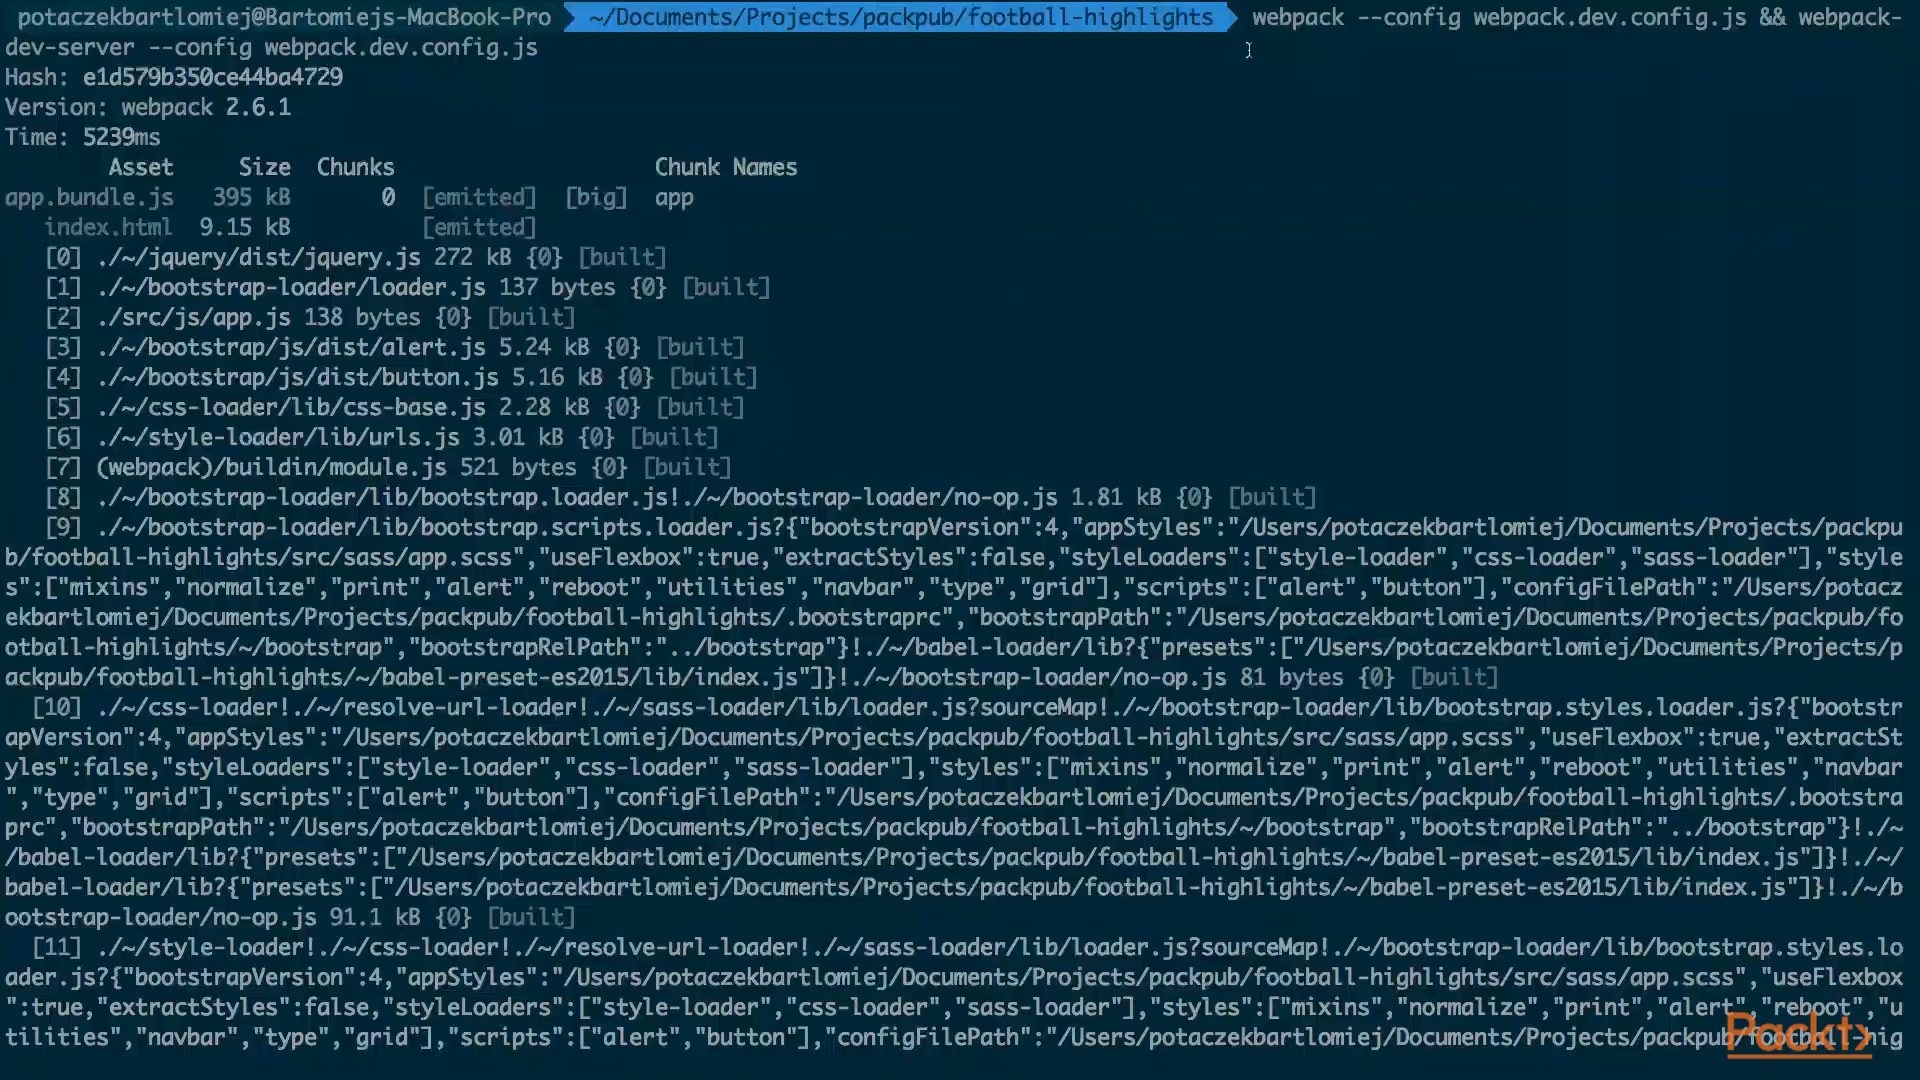 potaczekbartlomiej@Bartomiejs-MacBook-Pro ~/Documents/Projects/packpub/football-highlights webpack --config webpack.dev.config.js && webpack-
dev-server --config webpack.dev.config.js
Hash: e1d579b350ce44ba4729
Version: webpack 2.6.1
Time: 5239ms
Asset Size Chunks Chunk Names
app.bundle.js 395 kB 0 [emitted] [big] app
index.html 9.15 kB [emitted]
[0] ./~/jquery/dist/jquery.js 272 kB {0} [built]
[1] ./~/bootstrap-loader/loader.js 137 bytes {0} [built]
[2] ./src/js/app.js 138 bytes {0} [built]
[3] ./~/bootstrap/js/dist/alert.js 5.24 kB {0} [built]
[4] ./~/bootstrap/js/dist/button.js 5.16 kB {0} [built]
[5] ./~/css-loader/lib/css-base.js 2.28 kB {0} [built]
[6] ./~/style-loader/lib/urls.js 3.01 kB {0} [built]
[7] (webpack)/buildin/module.js 521 bytes {0} [built]
[8] ./~/bootstrap-loader/lib/bootstrap.loader.js!./~/bootstrap-loader/no-op.js 1.81 kB {0} [built]
[9] ./~/bootstrap-loader/lib/bootstrap.scripts.loader.js?{"bootstrapVersion":4,"appStyles":"/Users/potaczekbartlomiej/Documents/Projects/packpu
b/football-highlights/src/sass/app.scss","useFlexbox":true,"extractStyles":false,"styleLoaders":["style-loader","css-loader","sass-loader"],"style
s":["mixins","normalize","print","alert","reboot","utilities","navbar","type","grid"],"scripts":["alert","button"],"configFilePath":"/Users/potacz
ekbartlomiej/Documents/Projects/packpub/football-highlights/.bootstraprc","bootstrapPath":"/Users/potaczekbartlomiej/Documents/Projects/packpub/fo
otball-highlights/~/bootstrap","bootstrapRelPath":"../bootstrap"}!./~/babel-loader/lib?{"presets":["/Users/potaczekbartlomiej/Documents/Projects/p
ackpub/football-highlights/~/babel-preset-es2015/lib/index.js"]}!./~/bootstrap-loader/no-op.js 81 bytes {0} [built]
[10] ./~/css-loader!./~/resolve-url-loader!./~/sass-loader/lib/loader.js?sourceMap!./~/bootstrap-loader/lib/bootstrap.styles.loader.js?{"bootstr
apVersion":4,"appStyles":"/Users/potaczekbartlomiej/Documents/Projects/packpub/football-highlights/src/sass/app.scss","useFlexbox":true,"extractSt
yles":false,"styleLoaders":["style-loader","css-loader","sass-loader"],"styles":["mixins","normalize","print","alert","reboot","utilities","navbar
","type","grid"],"scripts":["alert","button"],"configFilePath":"/Users/potaczekbartlomiej/Documents/Projects/packpub/football-highlights/.bootstra
prc","bootstrapPath":"/Users/potaczekbartlomiej/Documents/Projects/packpub/football-highlights/~/bootstrap","bootstrapRelPath":"../bootstrap"}!./~
/babel-loader/lib?{"presets":["/Users/potaczekbartlomiej/Documents/Projects/packpub/football-highlights/~/babel-preset-es2015/lib/index.js"]}!./~/
babel-loader/lib?{"presets":["/Users/potaczekbartlomiej/Documents/Projects/packpub/football-highlights/~/babel-preset-es2015/lib/index.js"]}!./~/b
ootstrap-loader/no-op.js 91.1 kB {0} [built]
[11] ./~/style-loader!./~/css-loader!./~/resolve-url-loader!./~/sass-loader/lib/loader.js?sourceMap!./~/bootstrap-loader/lib/bootstrap.styles.lo
ader.js?{"bootstrapVersion":4,"appStyles":"/Users/potaczekbartlomiej/Documents/Projects/packpub/football-highlights/src/sass/app.scss","useFlexbox
":true,"extractStyles":false,"styleLoaders":["style-loader","css-loader","sass-loader"],"styles":["mixins","normalize","print","alert","reboot","u
tilities","navbar","type","grid"],"scripts":["alert","button"],"configFilePath":"/Users/potaczekbartlomiej/Documents/Projects/packpub/football-hig
Packt>